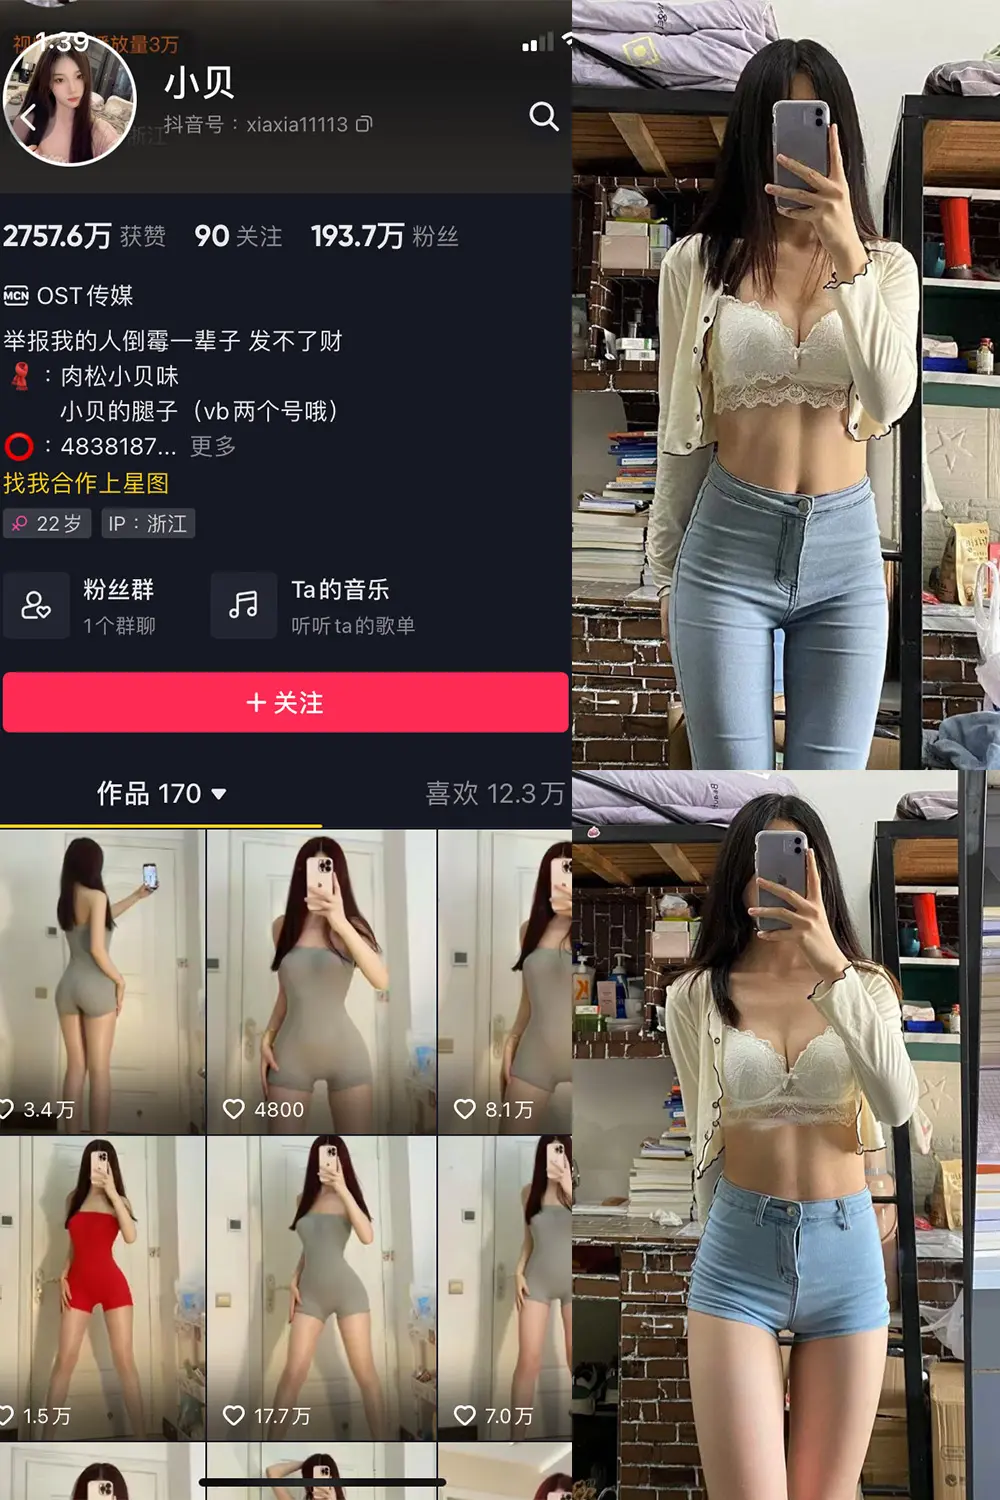 1:39
播放量3万
小贝
抖音号：xiaxia11113
浙江
2757.6万 获赞 90 关注 193.7万 粉丝
MCN OST传媒
举报我的人倒霉一辈子 发不了财
：肉松小贝味
小贝的腿子（vb两个号哦）
：4838187... 更多
找我合作上星图
22岁 IP：浙江
粉丝群
1个群聊
Ta的音乐
听听ta的歌单
+ 关注
作品 170 喜欢 12.3万
3.4万 4800 8.1万
1.5万 17.7万 7.0万